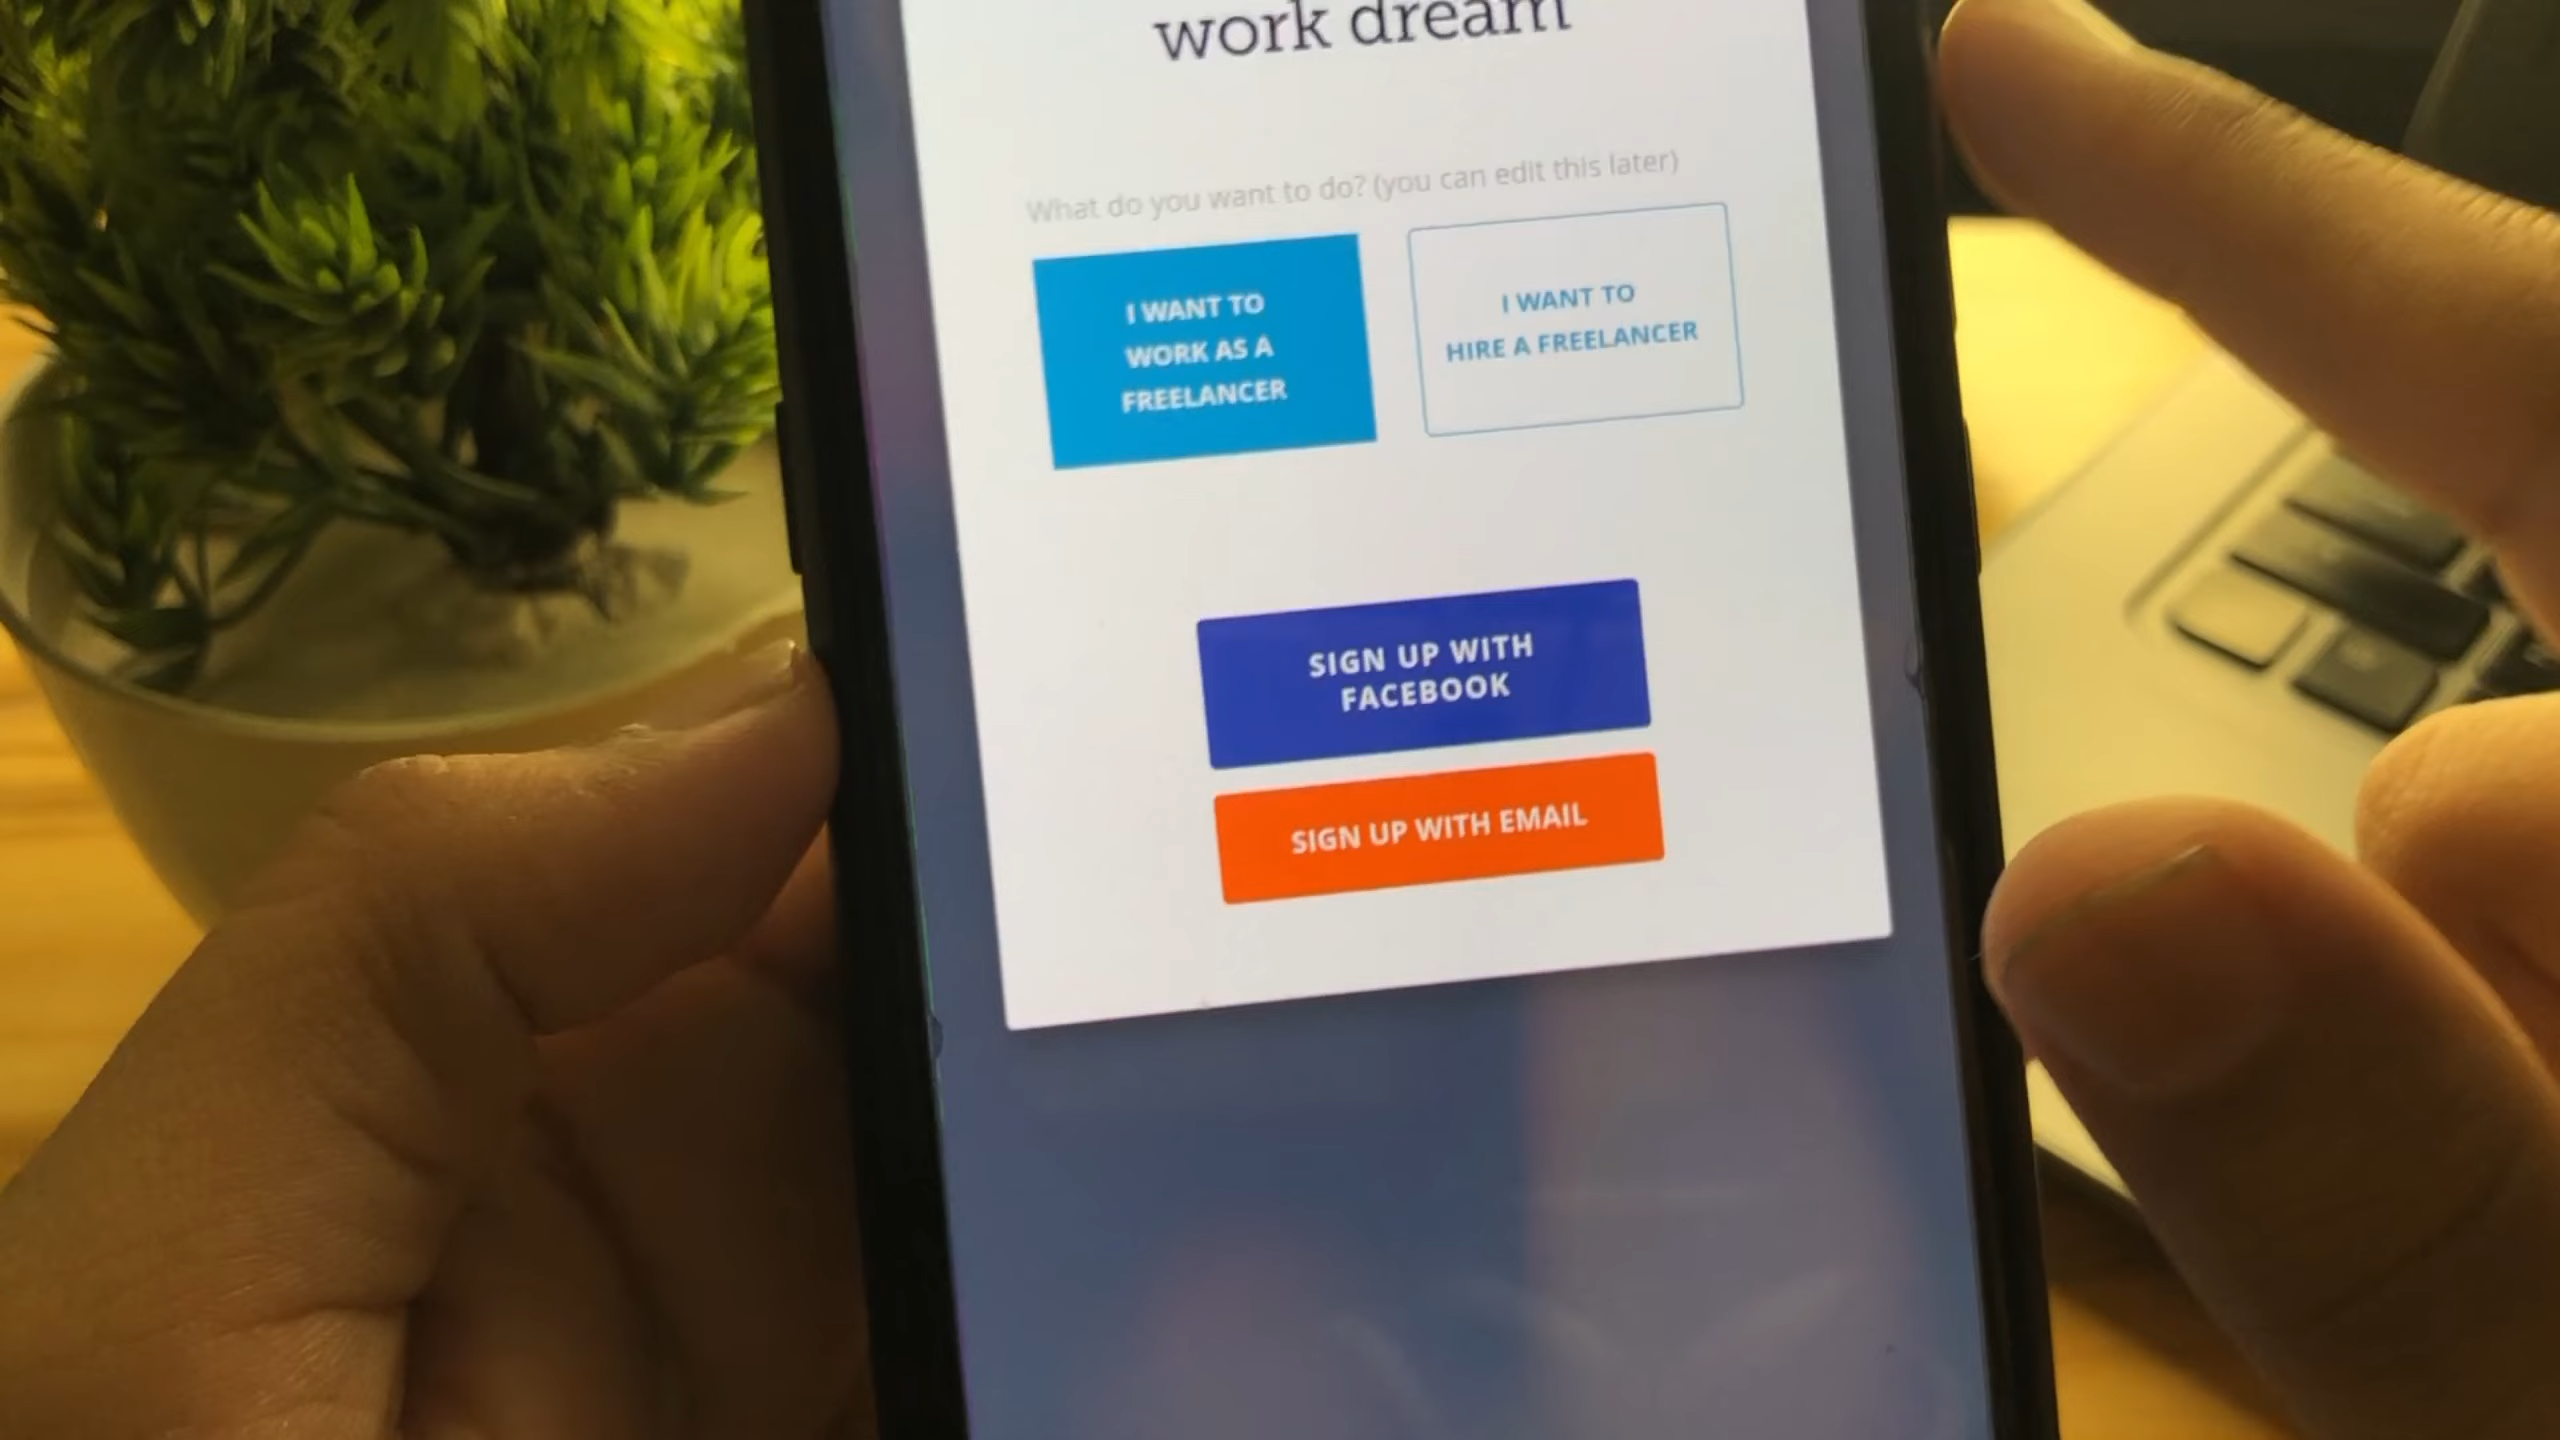 work dream
What do you want to do? (you can edit this later)
I WANT TO
WORK AS A
FREELANCER
I WANT TO
HIRE A FREELANCER
SIGN UP WITH
FACEBOOK
SIGN UP WITH EMAIL